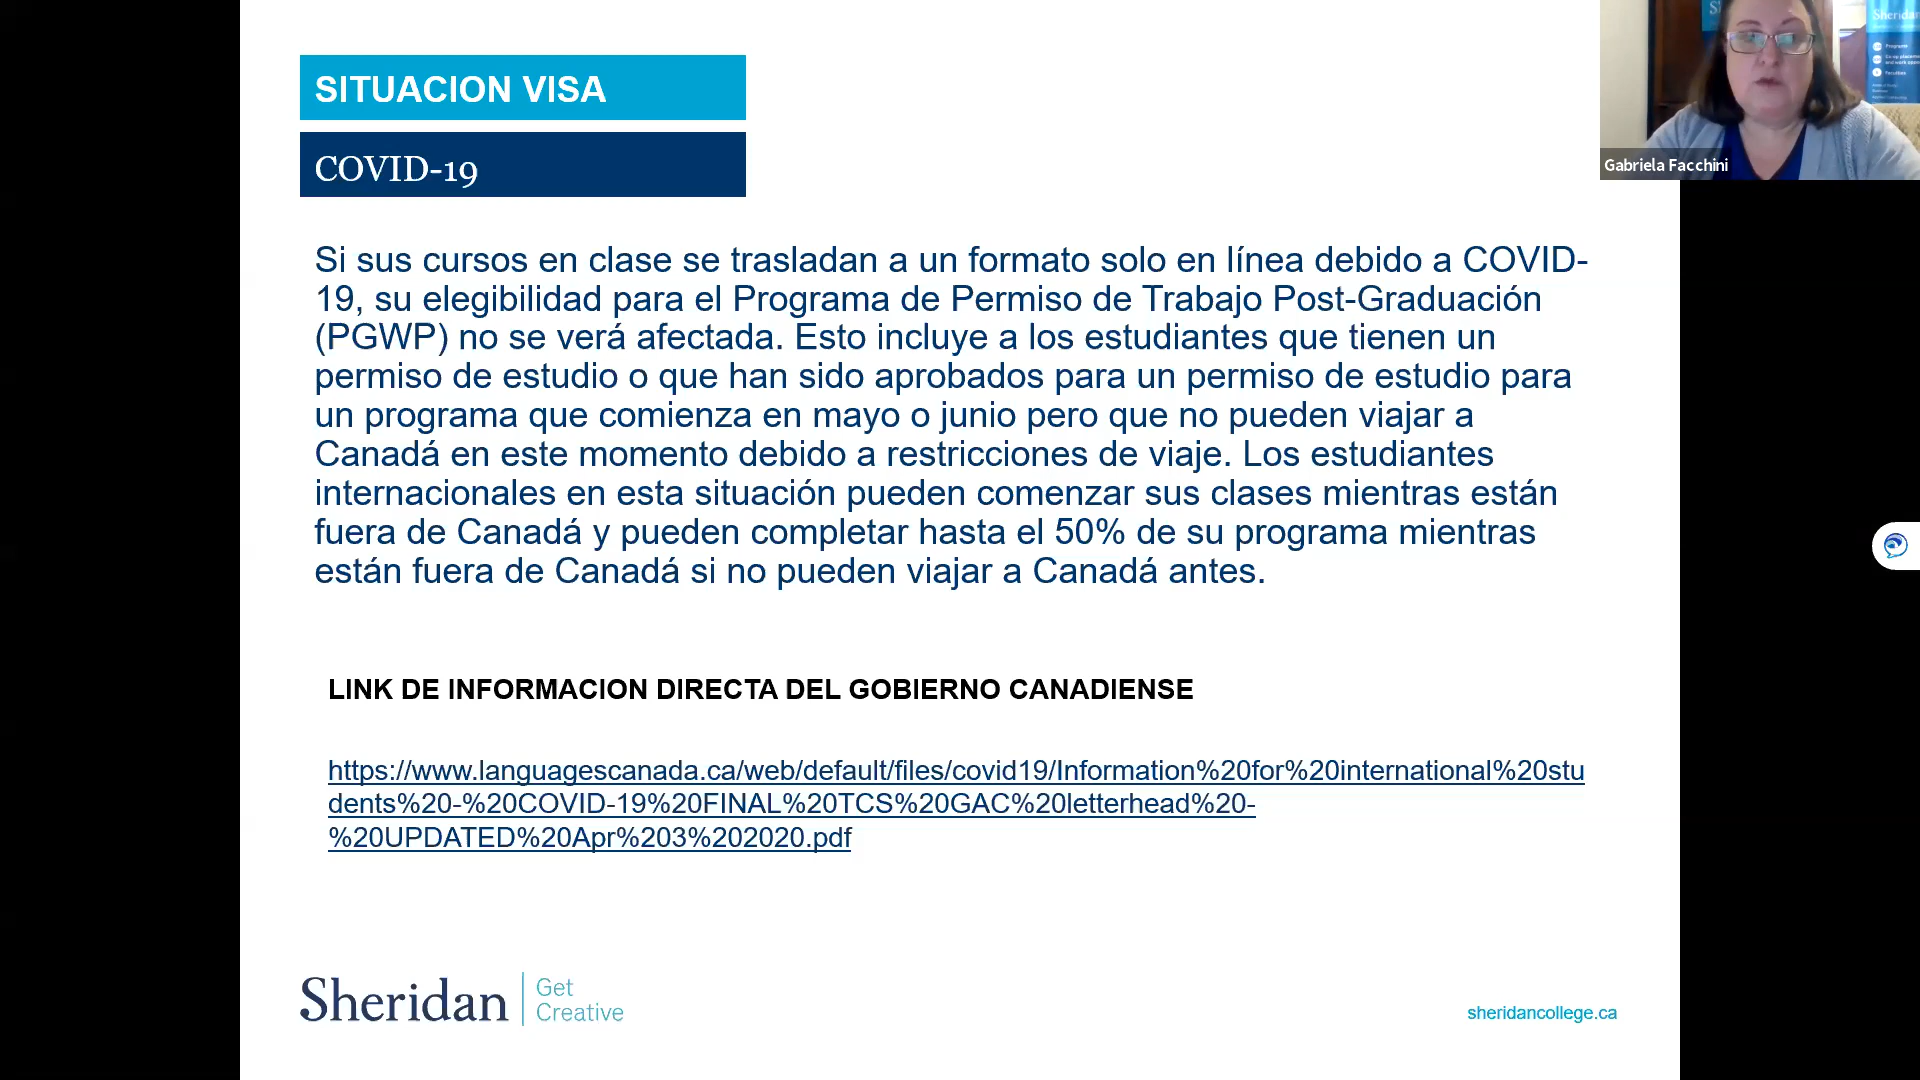 SITUACION VISA
COVID-19
Si sus cursos en clase se trasladan a un formato solo en línea debido a COVID-
19, su elegibilidad para el Programa de Permiso de Trabajo Post-Graduación
(PGWP) no se verá afectada. Esto incluye a los estudiantes que tienen un
permiso de estudio o que han sido aprobados para un permiso de estudio para
un programa que comienza en mayo o junio pero que no pueden viajar a
Canadá en este momento debido a restricciones de viaje. Los estudiantes
internacionales en esta situación pueden comenzar sus clases mientras están
fuera de Canadá y pueden completar hasta el 50% de su programa mientras
están fuera de Canadá si no pueden viajar a Canadá antes.
LINK DE INFORMACION DIRECTA DEL GOBIERNO CANADIENSE
https://www.languagescanada.ca/web/default/files/covid19/Information%20for%20international%20stu
dents%20-%20COVID-19%20FINAL%20TCS%20GAC%20letterhead%20-
%20UPDATED%20Apr%203%202020.pdf
Sheridan
Get
Creative
sheridancollege.ca
Gabriela Facchini
Sheridan
Programs
Faculties